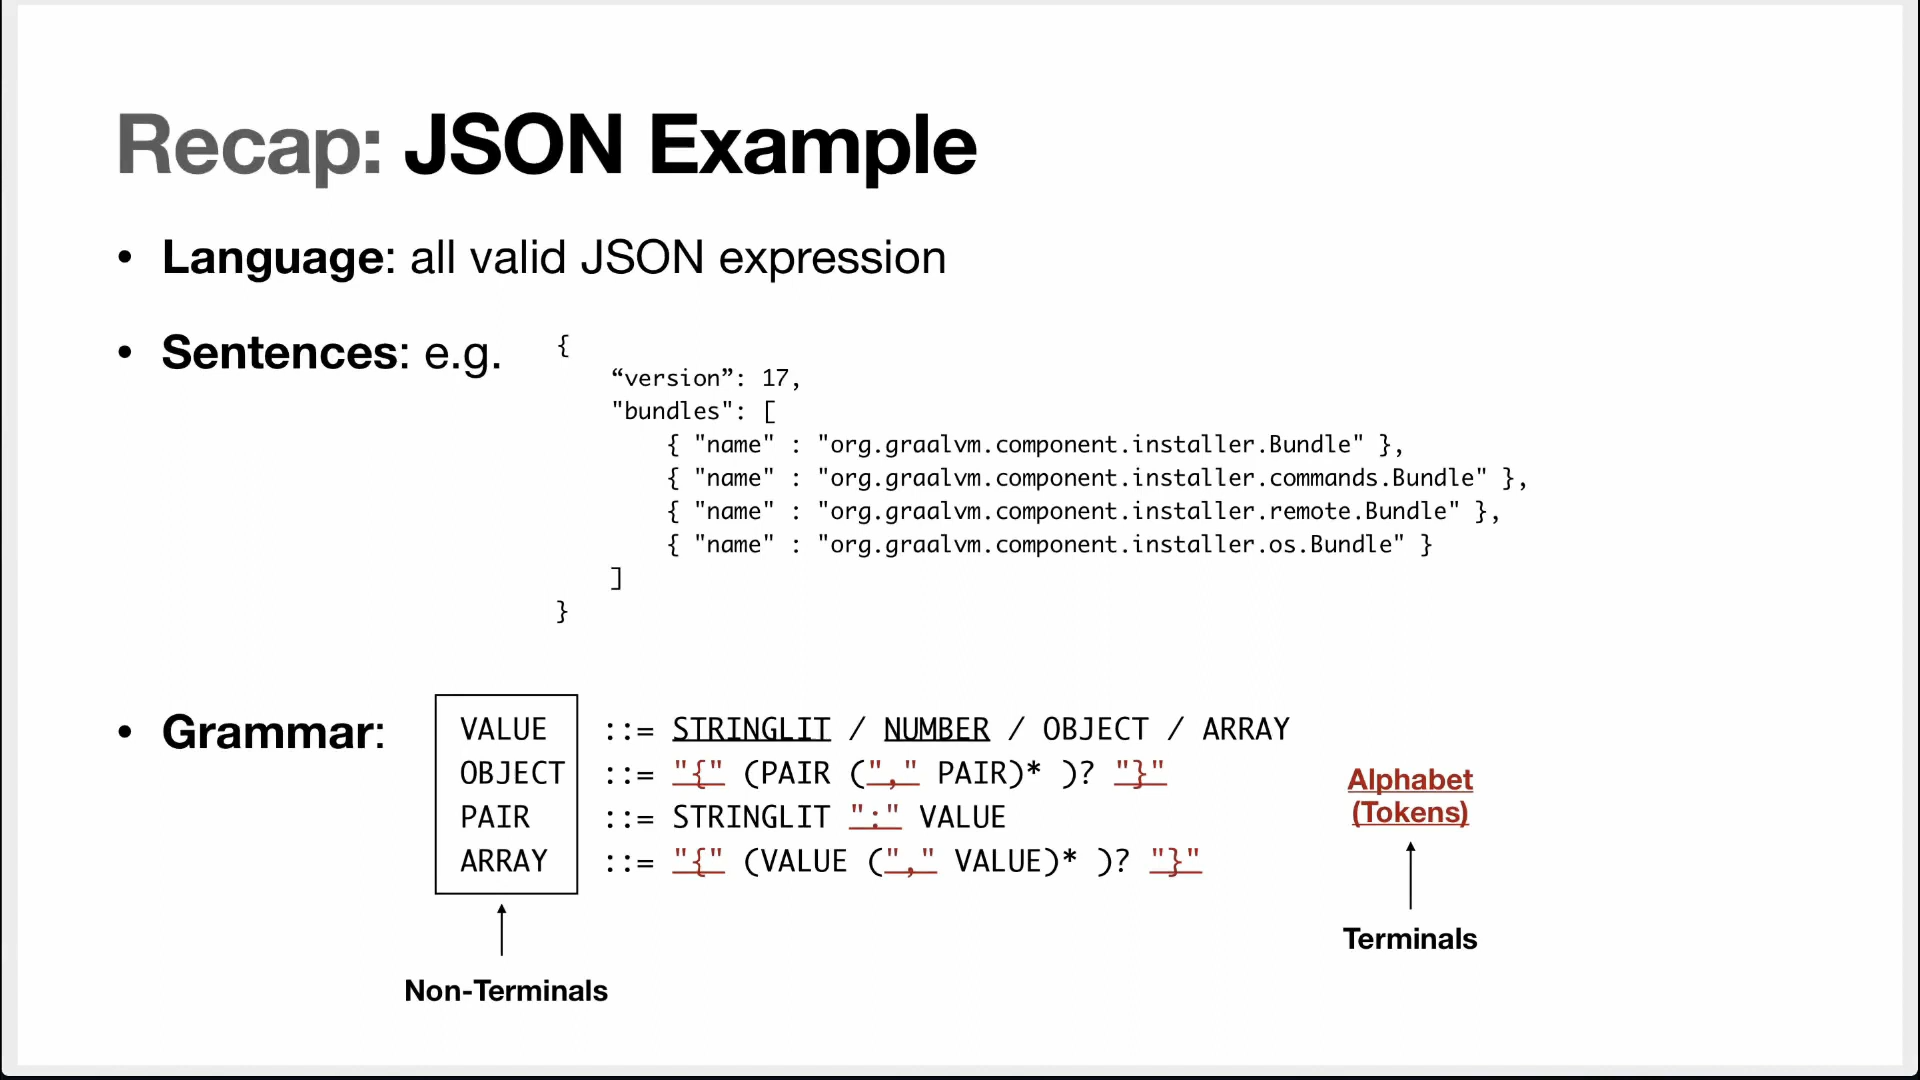 Recap: JSON Example
• Language: all valid JSON expression
• Sentences: e.g.
{
“version”: 17,
"bundles": [
{ "name" : "org.graalvm.component.installer.Bundle" },
{ "name" : "org.graalvm.component.installer.commands.Bundle" },
{ "name" : "org.graalvm.component.installer.remote.Bundle" },
{ "name" : "org.graalvm.component.installer.os.Bundle" }
]
}
• Grammar:
VALUE ::= STRINGLIT / NUMBER / OBJECT / ARRAY
OBJECT ::= "{" (PAIR ("," PAIR)* )? "}"
PAIR ::= STRINGLIT ":" VALUE
ARRAY ::= "{" (VALUE ("," VALUE)* )? "}"
Non-Terminals
Alphabet
(Tokens)
Terminals